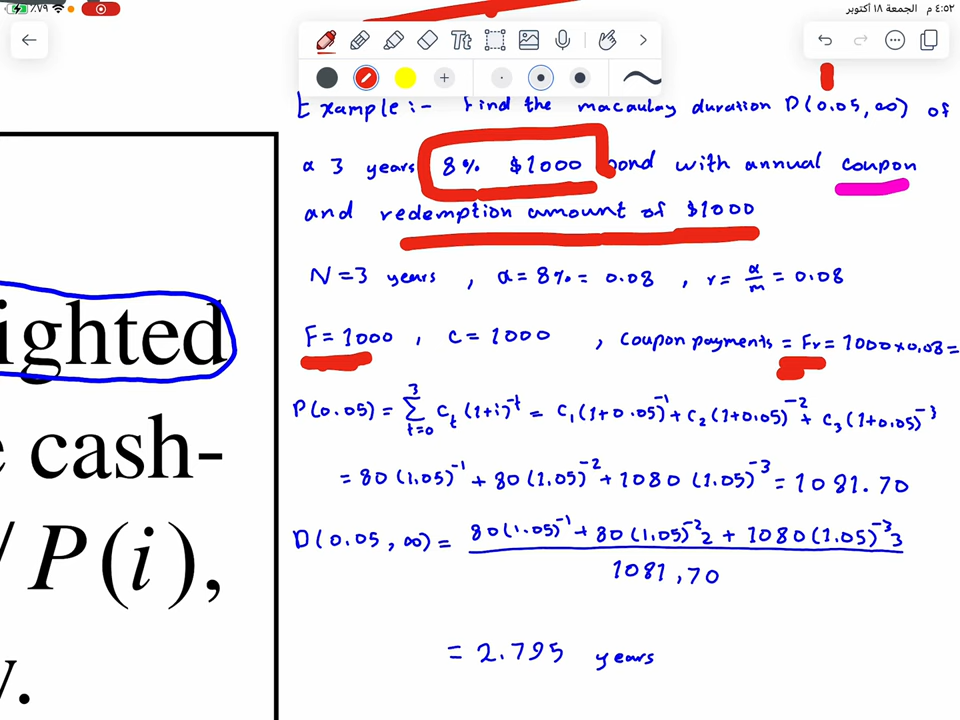 ٤:٥٢ م الجمعة ١٨ أكتوبر
٪٧٩
Tt
Example:- Find the macaulay duration D(0.05, ∞) of
a 3 years 8% $1000 bond with annual coupon
and redemption amount of $1000
N = 3 years , α = 8% = 0.08 , r = α/m = 0.08
F = 1000 , C = 1000 , Coupon payments = Fr = 1000×0.08 =
P(0.05) = ∑_{t=0}^{3} C_t (1+i)^{-t} = C_1(1+0.05)^{-1} + C_2(1+0.05)^{-2} + C_3(1+0.05)^{-3}
= 80(1.05)^{-1} + 80(1.05)^{-2} + 1080(1.05)^{-3} = 1081.70
D(0.05, ∞) = 80(1.05)^{-1} + 80(1.05)^{-2} 2 + 1080(1.05)^{-3} 3
1081,70
= 2.795 years
ighted
cash-
/ P(i),